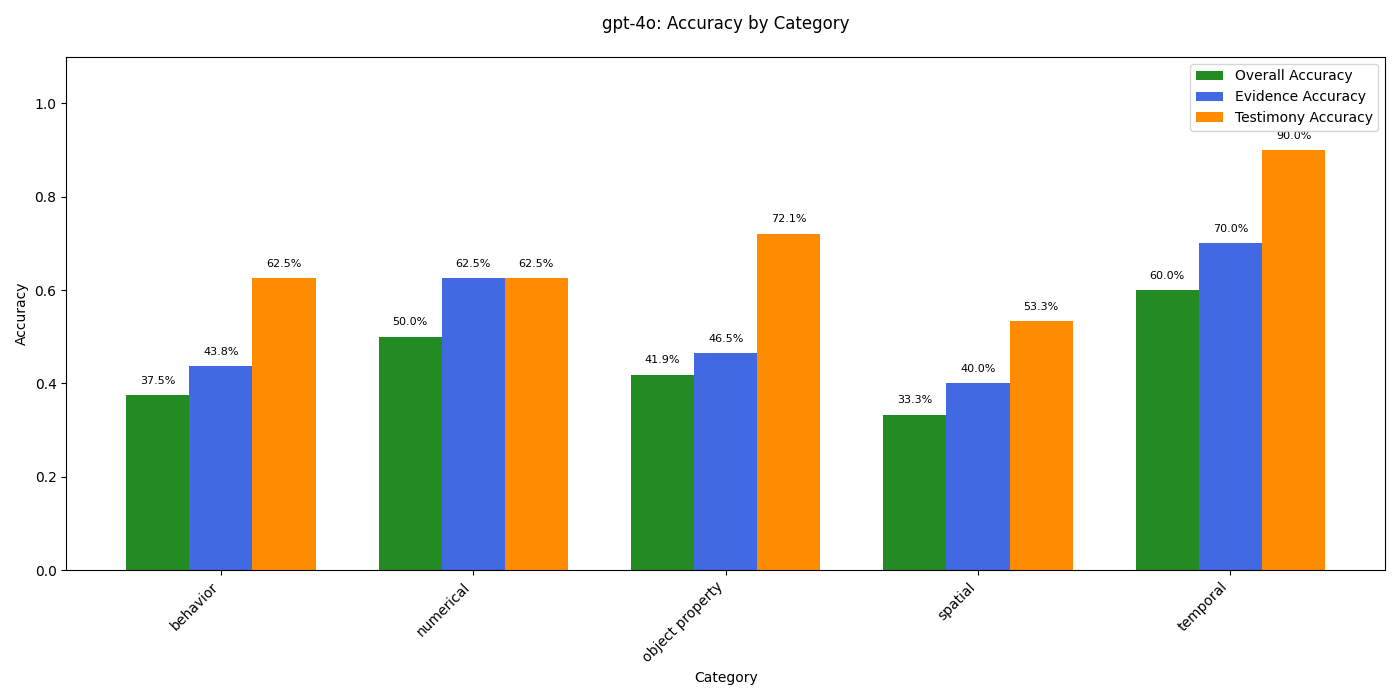 gpt-4o: Accuracy by Category
Overall Accuracy
Evidence Accuracy
Testimony Accuracy
Accuracy
1.0
0.8
0.6
0.4
0.2
0.0
37.5%
43.8%
62.5%
50.0%
62.5%
62.5%
41.9%
46.5%
72.1%
33.3%
40.0%
53.3%
60.0%
70.0%
90.0%
behavior
numerical
object property
spatial
temporal
Category